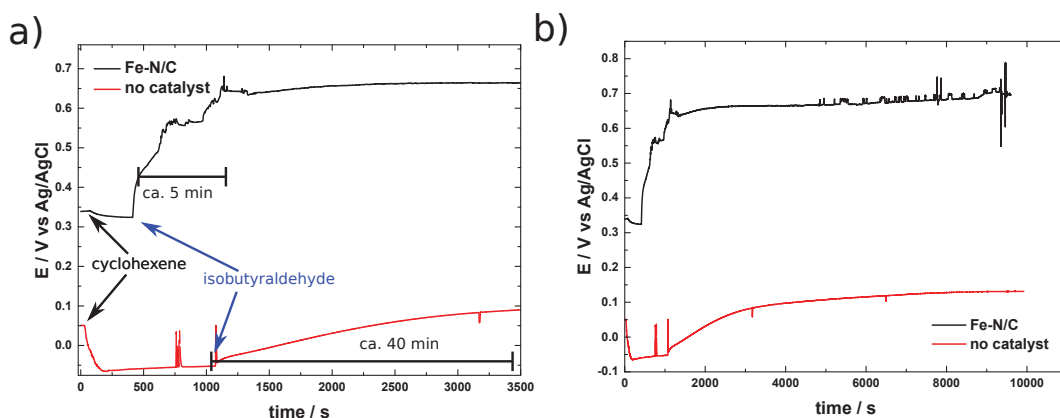 a)
Fe-N/C
no catalyst
E / V vs Ag/AgCl
0.7
0.6
0.5
0.4
0.3
0.2
0.1
0.0
ca. 5 min
cyclohexene
isobutyraldehyde
ca. 40 min
0 500 1000 1500 2000 2500 3000 3500
time / s
b)
E / V vs Ag/AgCl
0.8
0.7
0.6
0.5
0.4
0.3
0.2
0.1
0.0
-0.1
Fe-N/C
no catalyst
0 2000 4000 6000 8000 10000
time / s